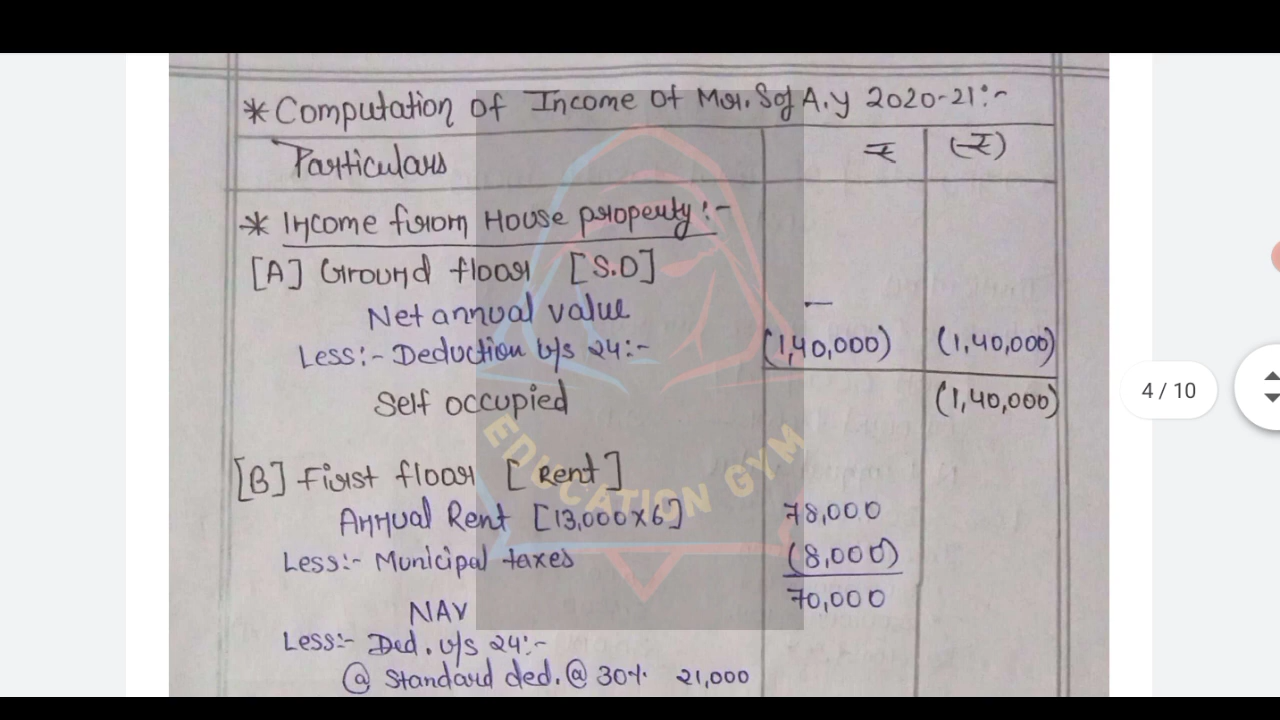 * Computation of Income Of Mr. S of A.y 2020-21:-
Particulars ₹ (-₹)
* Income from House property:-
[A] Ground floor [S.O]
Net annual value —
Less:- Deduction u/s 24:- (1,40,000) (1,40,000)
Self occupied (1,40,000)
4 / 10
[B] First floor [Rent]
Annual Rent [13,000x6] 78,000
Less:- Municipal taxes (8,000)
NAV 70,000
Less:- Ded. u/s 24:-
@ Standard ded. @ 30% 21,000
EDUCATION GYM